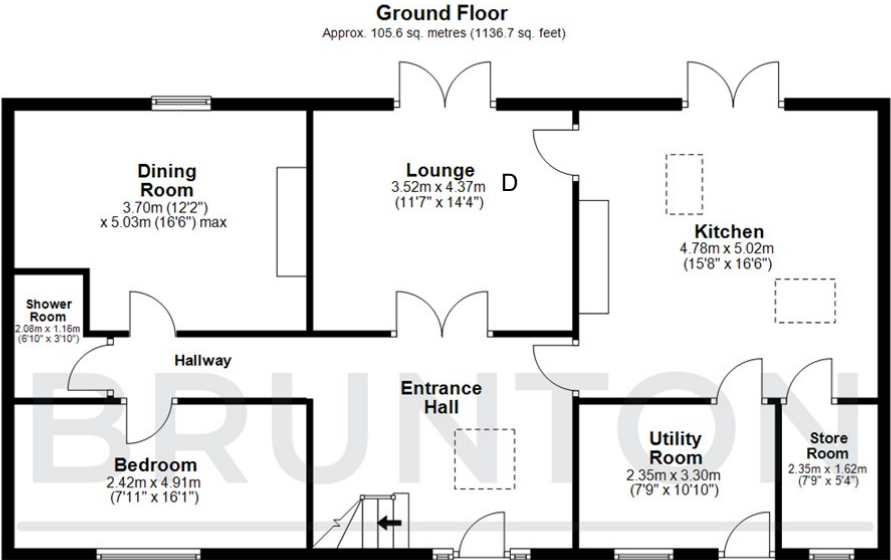 Ground Floor
Approx. 105.6 sq. metres (1136.7 sq. feet)
Dining
Room
3.70m (12'2")
x 5.03m (16'6") max
Lounge
3.52m x 4.37m
(11'7" x 14'4")
D
Kitchen
4.78m x 5.02m
(15'8" x 16'6")
Shower
Room
2.08m x 1.16m
(6'10" x 3'10")
Hallway
Entrance
Hall
Bedroom
2.42m x 4.91m
(7'11" x 16'1")
Utility
Room
2.35m x 3.30m
(7'9" x 10'10")
Store
Room
2.35m x 1.62m
(7'9" x 5'4")
BRUNTON